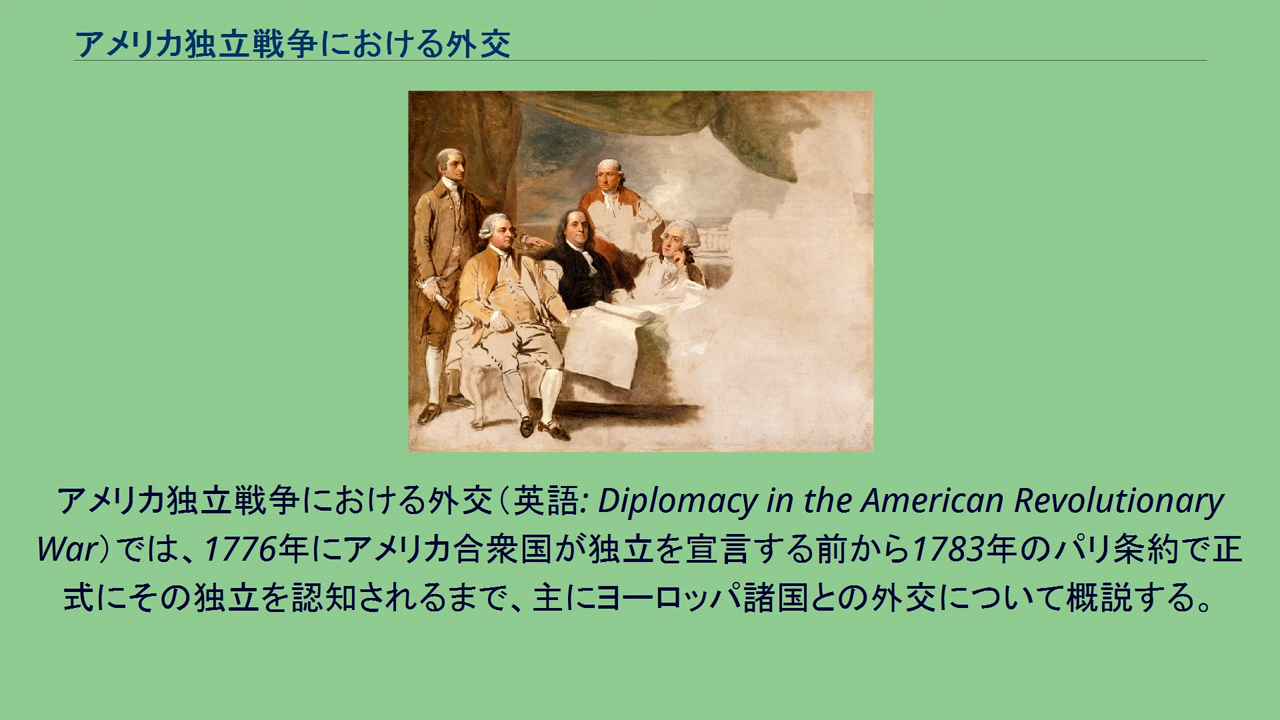 アメリカ独立戦争における外交
アメリカ独立戦争における外交（英語: Diplomacy in the American Revolutionary
War）では、1776年にアメリカ合衆国が独立を宣言する前から1783年のパリ条約で正
式にその独立を認知されるまで、主にヨーロッパ諸国との外交について概説する。